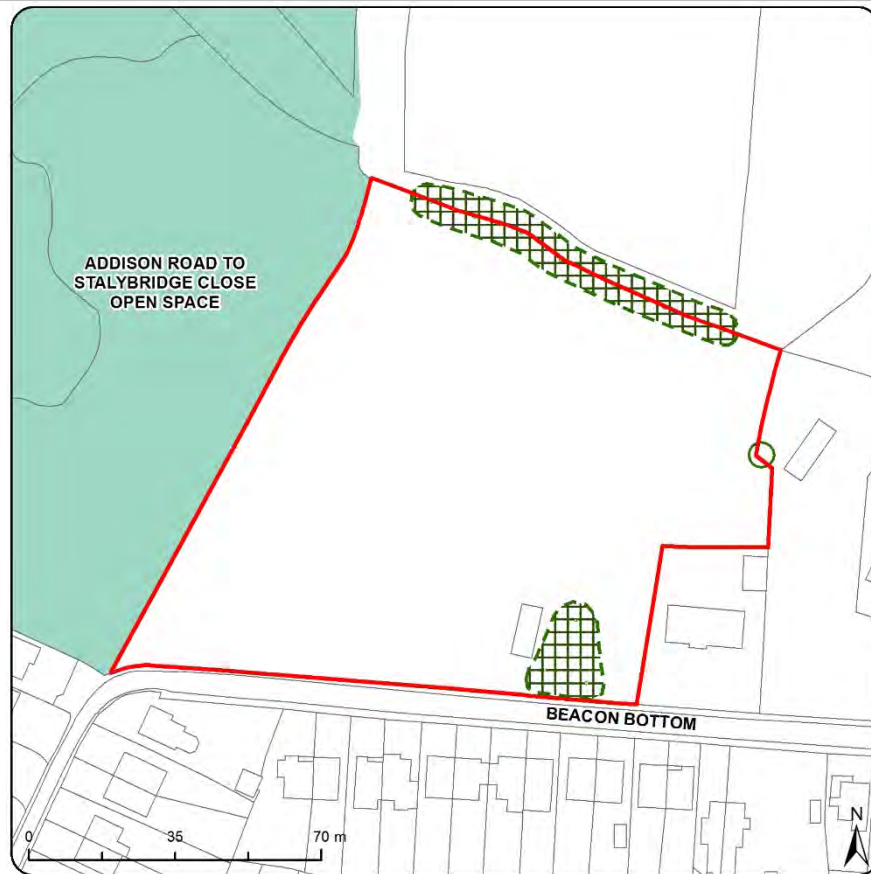 ADDISON ROAD TO
STALYBRIDGE CLOSE
OPEN SPACE
BEACON BOTTOM
0 35 70 m
N